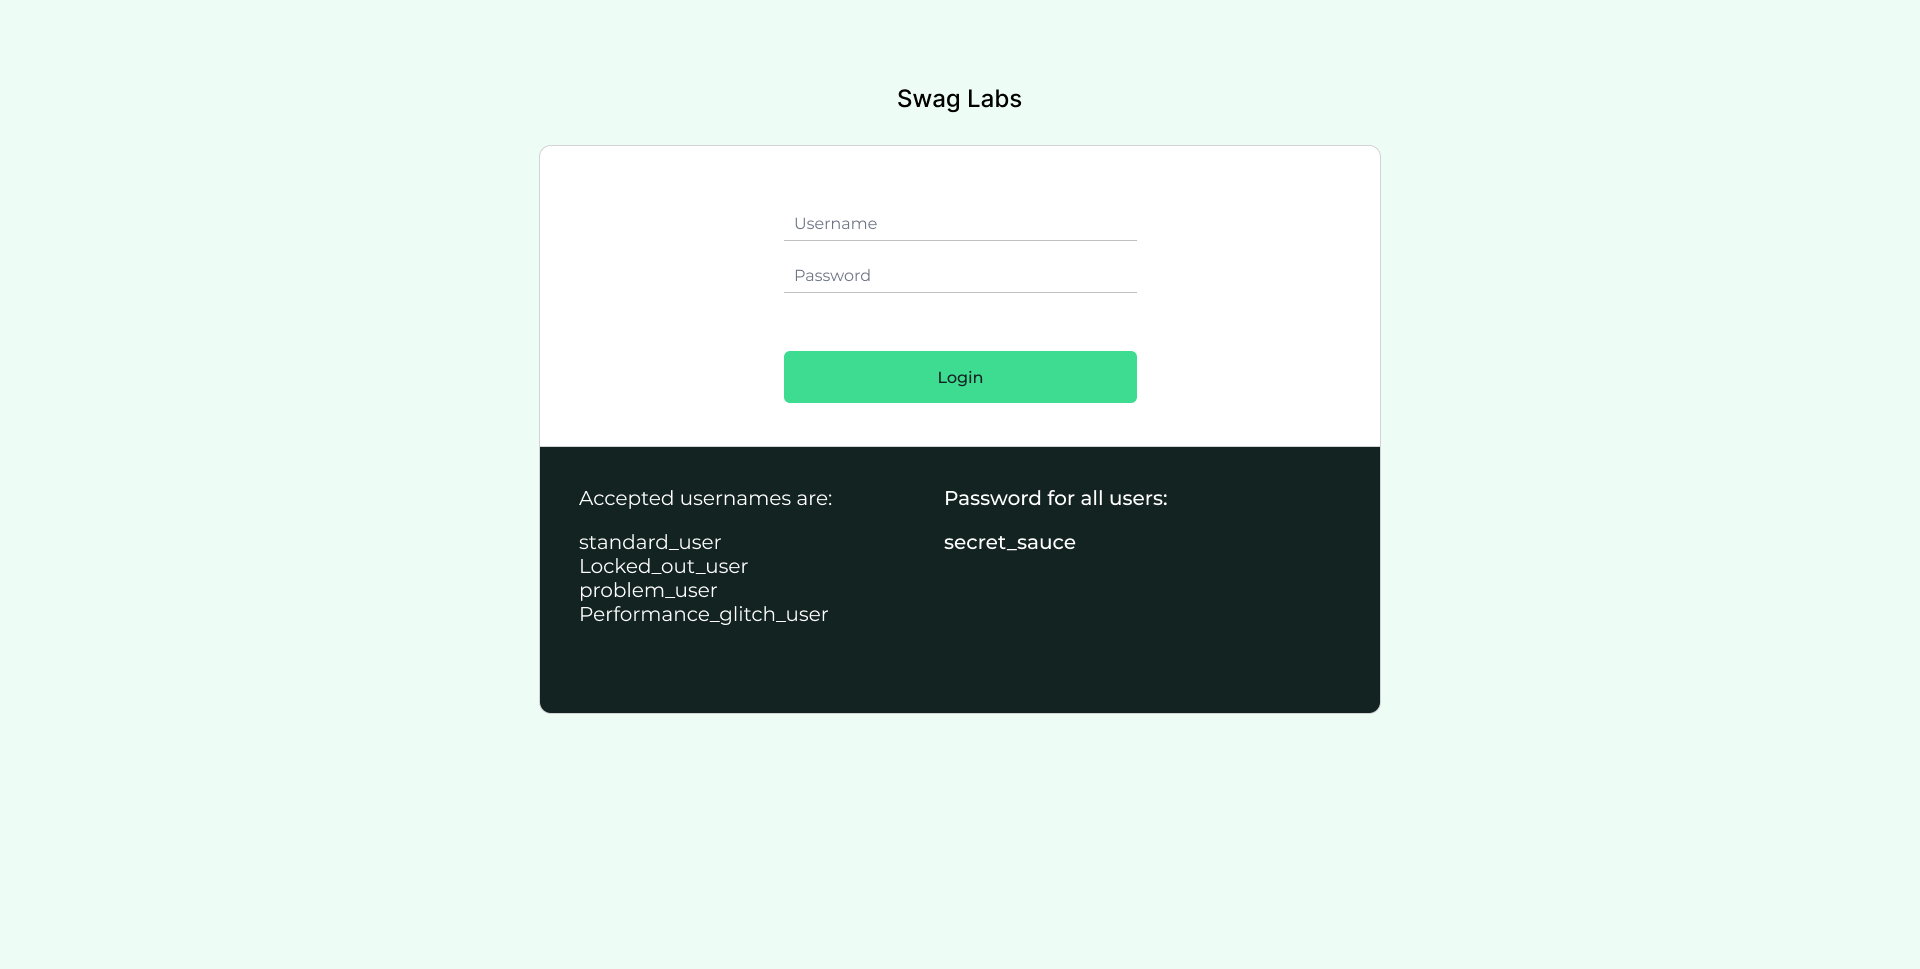 Swag Labs
Username
Password
Login
Accepted usernames are:
standard_user
Locked_out_user
problem_user
Performance_glitch_user
Password for all users:
secret_sauce